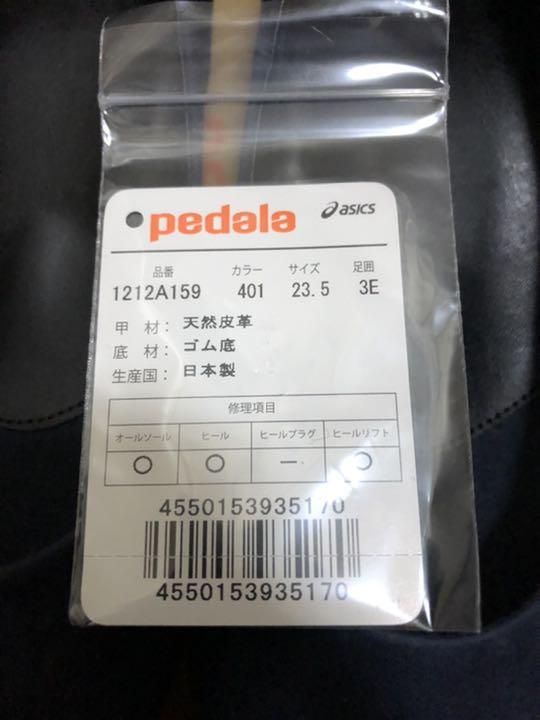 pedala asics
品番 カラー サイズ 足囲
1212A159 401 23.5 3E
甲 材： 天然皮革
底 材： ゴム底
生産国： 日本製
修理項目
オールソール ヒール ヒールプラグ ヒールリフト
○ ○ － ○
4550153935170
4550153935170